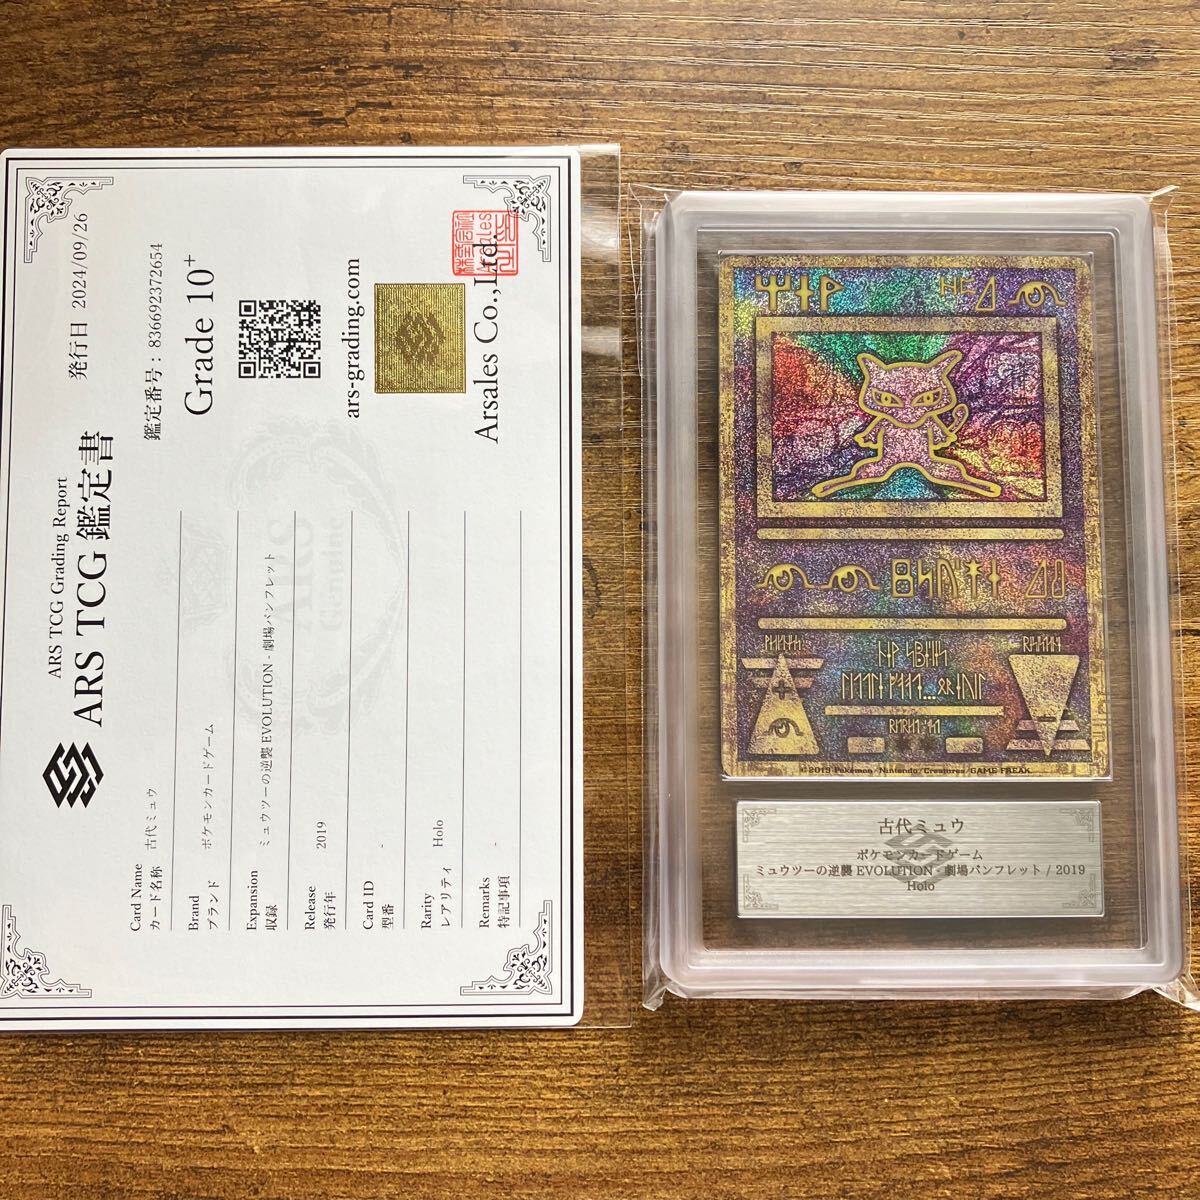 ARS TCG Grading Report
ARS TCG 鑑定書
発行日 2024/09/26
鑑定番号: 836692372654
Grade 10+
ars-grading.com
Arsales Co.,Ltd.
Card Name
カード名称 古代ミュウ
Brand
ブランド ポケモンカードゲーム
Expansion
収録 ミュウツーの逆襲 EVOLUTION - 劇場パンフレット
Release
発行年 2019
Card ID
型番 -
Rarity
レアリティ Holo
Remarks
特記事項 -
ARS
Genuine
©2019 Pokémon/Nintendo/Creatures/GAME FREAK
古代ミュウ
ポケモンカードゲーム
ミュウツーの逆襲 EVOLUTION - 劇場パンフレット / 2019
Holo